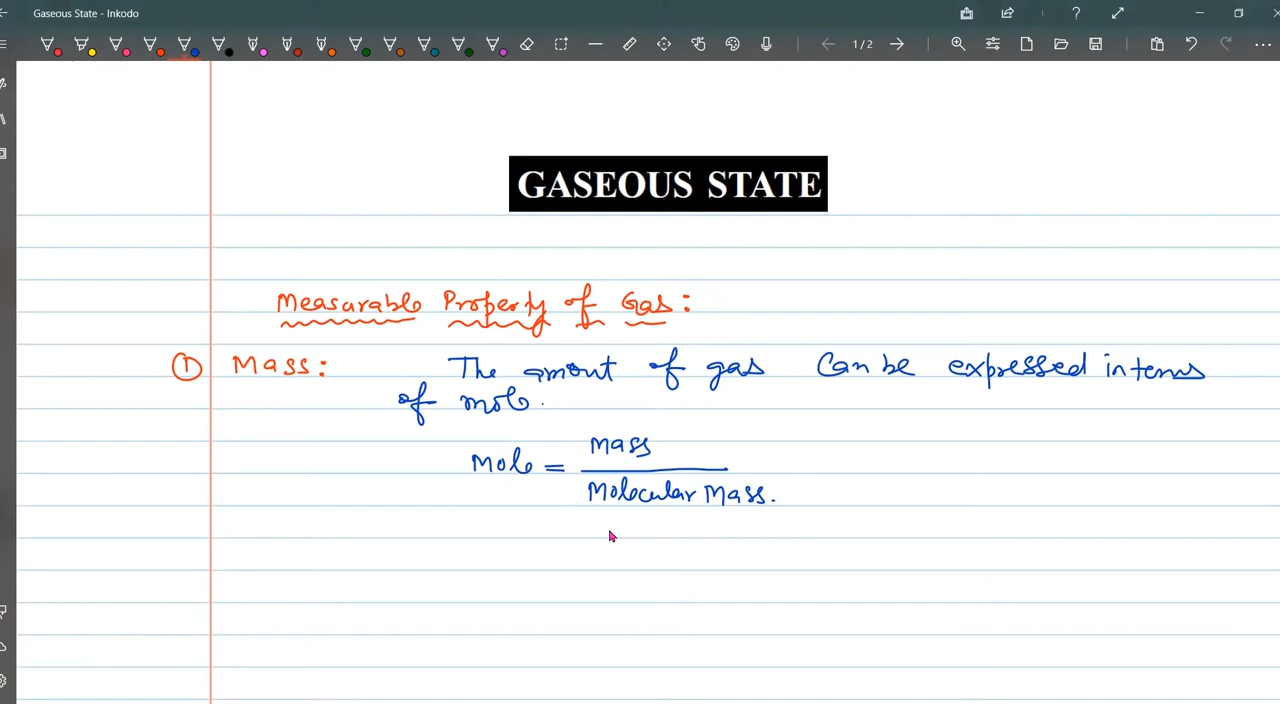 Gaseous State - Inkodo
1/2
GASEOUS STATE
Measurable Property of Gas:
① Mass: The amount of gas can be expressed in terms
of mole.
Mole = Mass
Molecular Mass.